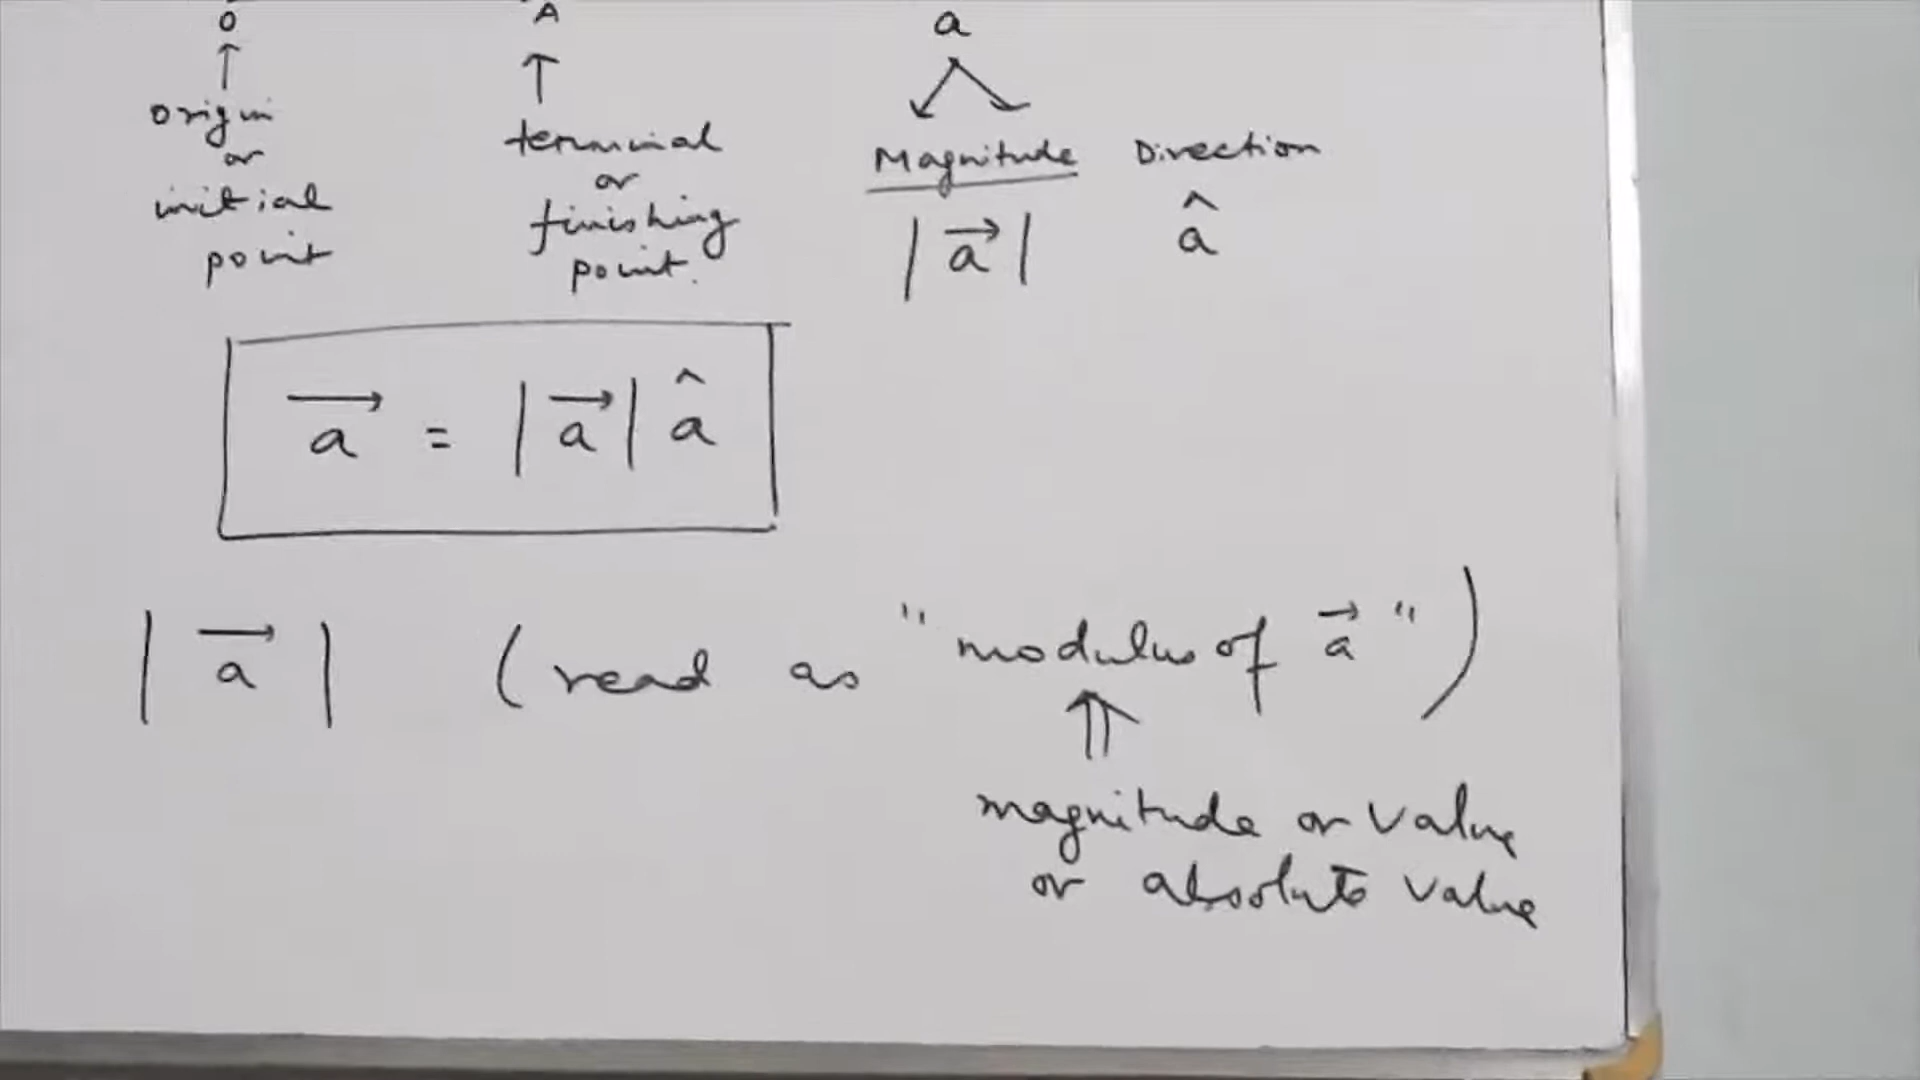 O A a
origin
or
initial
point
terminal
or
finishing
point.
Magnitude Direction
|a⃗| â
a⃗ = |a⃗| â
|a⃗| (read as "modulus of a⃗")
⇑
magnitude or value
or absolute value